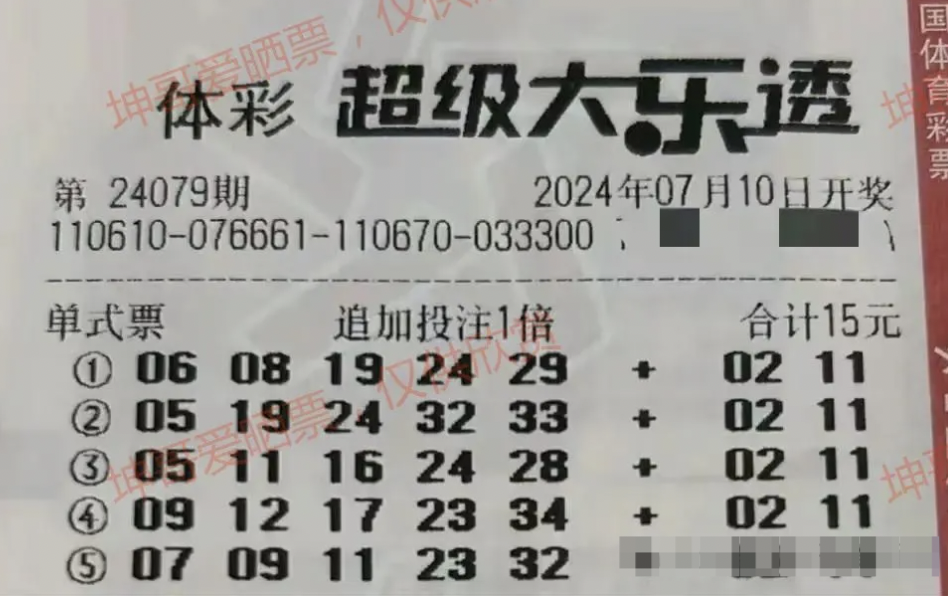 坤哥爱晒票，仅供欣
体彩 超级大乐透
第 24079期 2024年07月10日开奖
110610-076661-110670-033300
单式票 追加投注1倍 合计15元
① 06 08 19 24 29 + 02 11
② 05 19 24 32 33 + 02 11
③ 05 11 16 24 28 + 02 11
④ 09 12 17 23 34 + 02 11
⑤ 07 09 11 23 32
坤哥爱晒票，仅供欣赏
坤
坤哥
国体育彩票